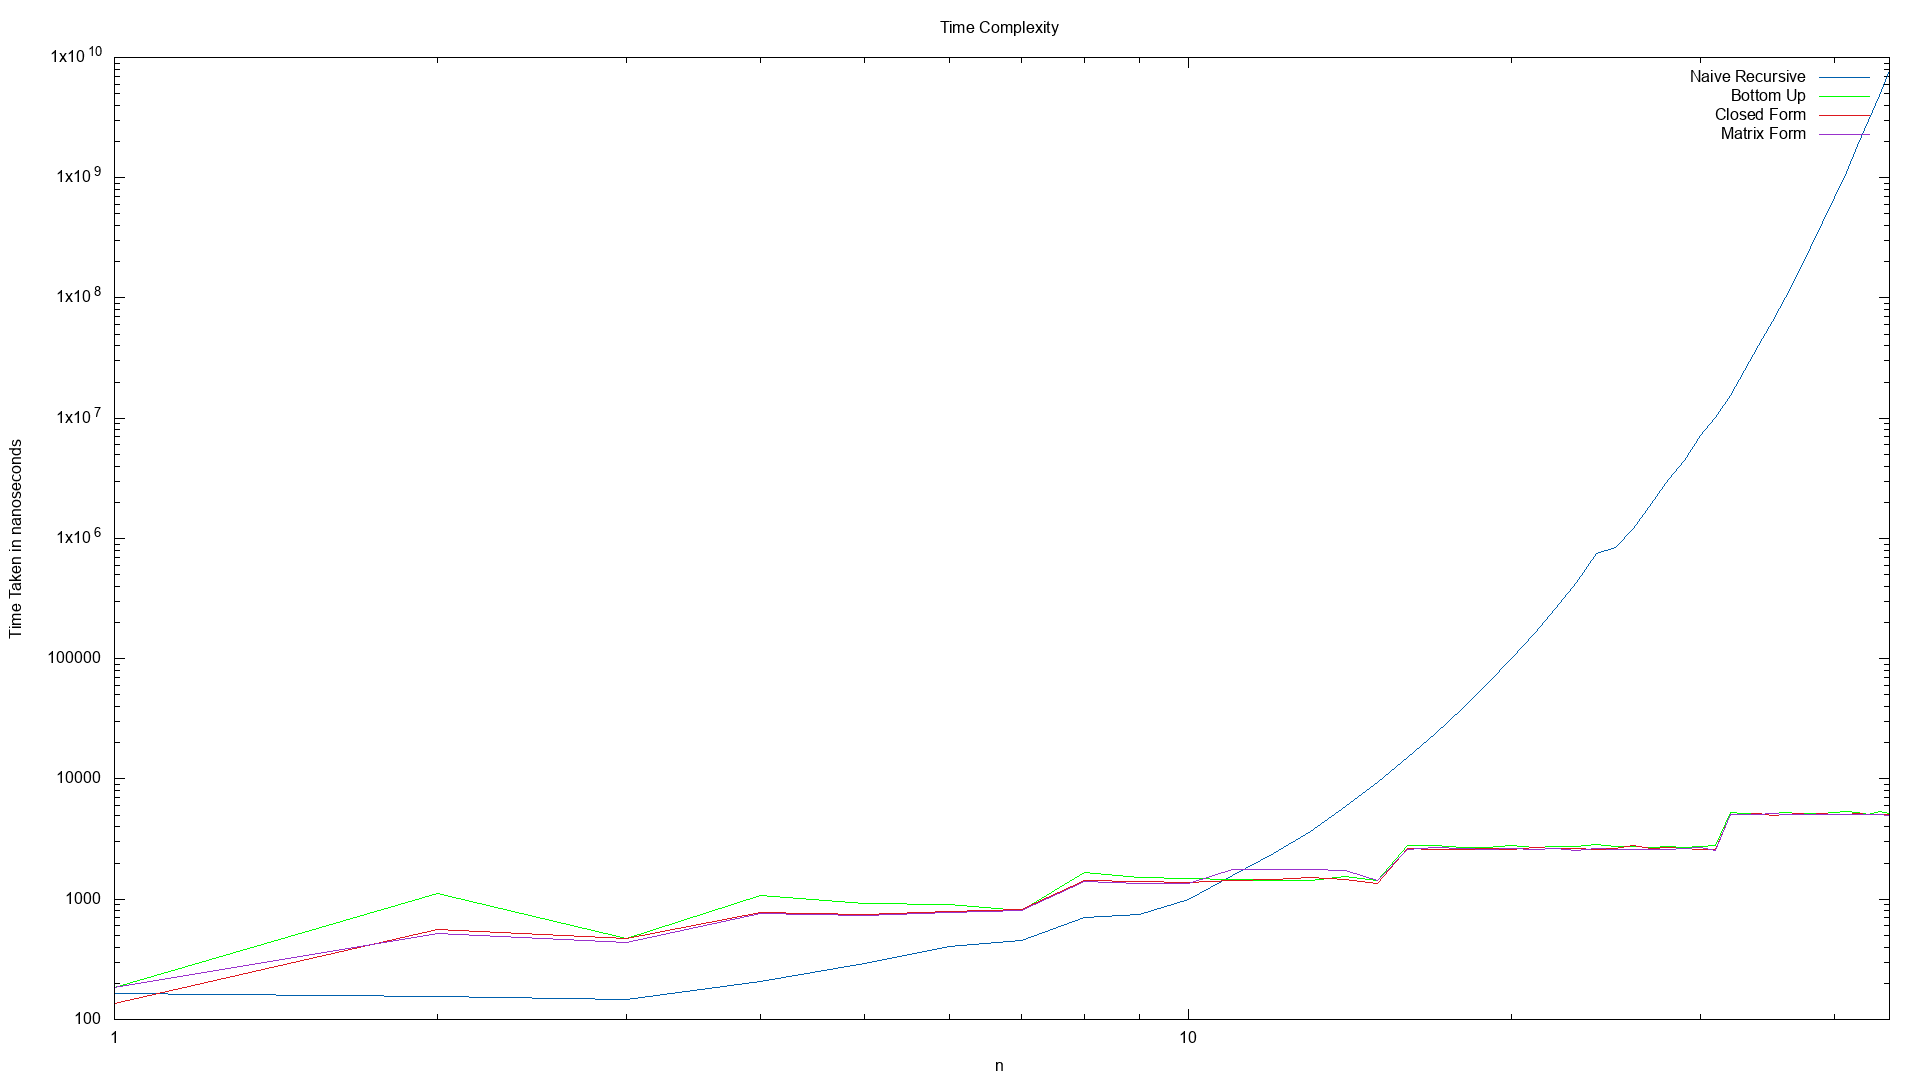 Time Complexity
1x10^10
1x10^9
1x10^8
1x10^7
1x10^6
100000
10000
1000
100
Time Taken in nanoseconds
Naive Recursive
Bottom Up
Closed Form
Matrix Form
1
10
n